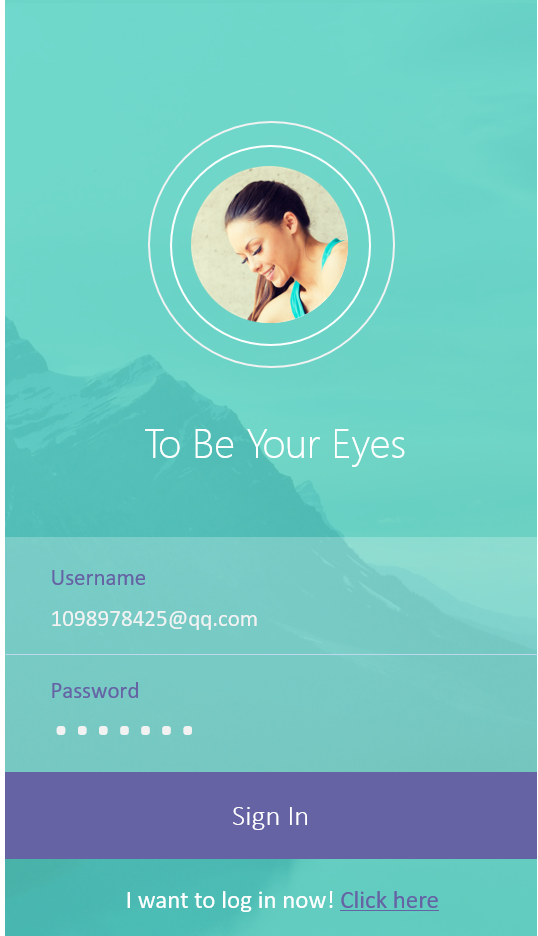 To Be Your Eyes
Username
1098978425@qq.com
Password
Sign In
I want to log in now! Click here